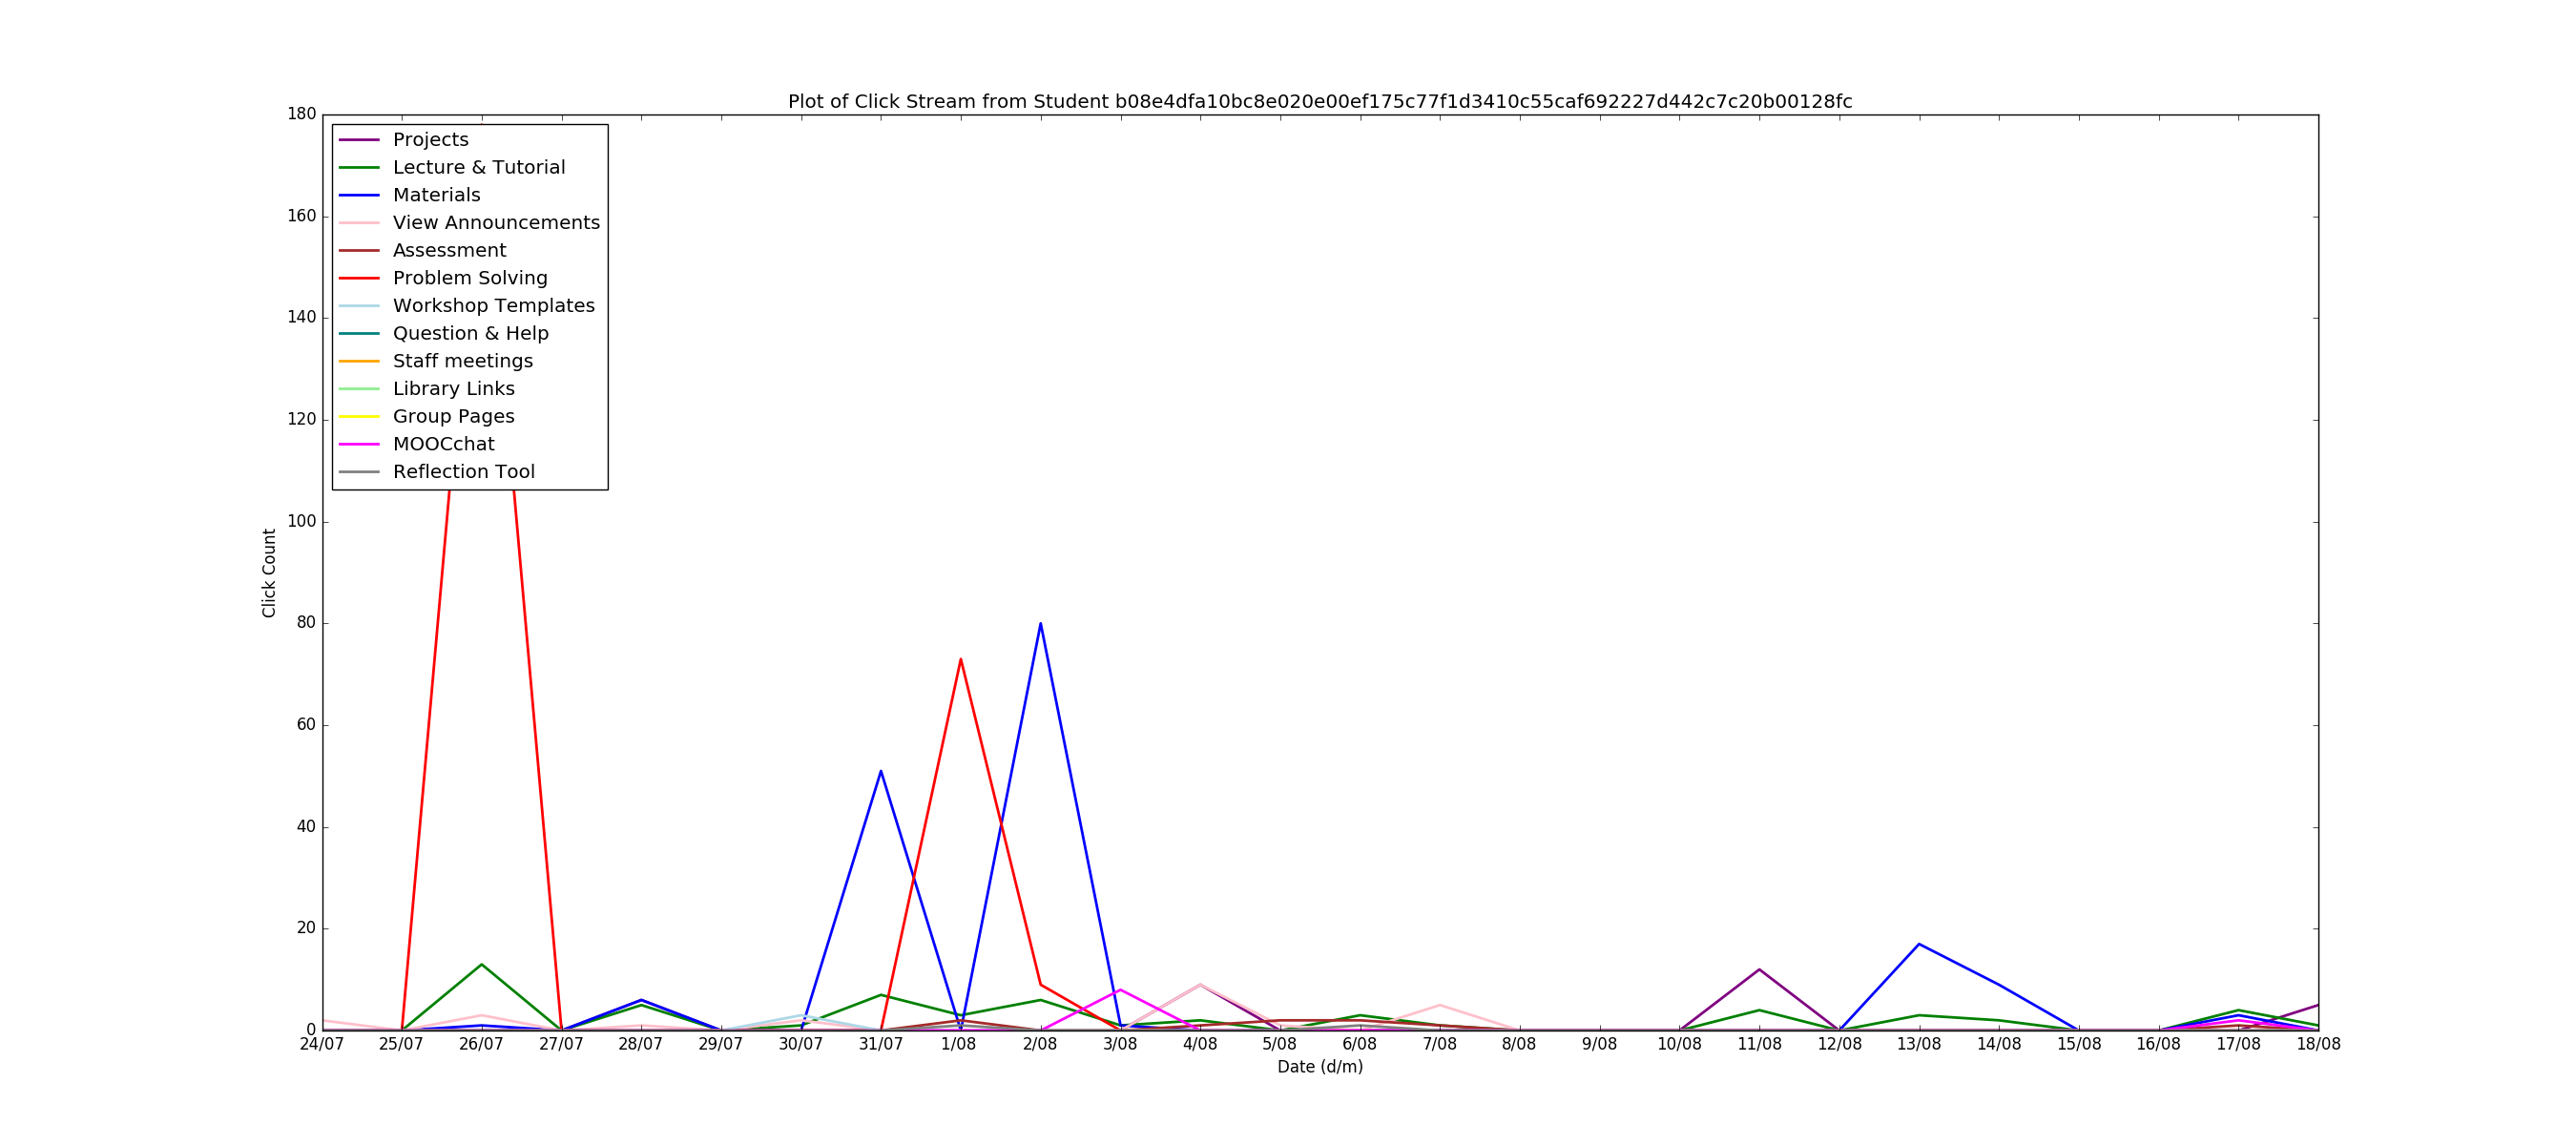 Plot of Click Stream from Student b08e4dfa10bc8e020e00ef175c77f1d3410c55caf692227d442c7c20b00128fc
180
160
140
120
100
80
60
40
20
0
Click Count
Projects
Lecture & Tutorial
Materials
View Announcements
Assessment
Problem Solving
Workshop Templates
Question & Help
Staff meetings
Library Links
Group Pages
MOOCchat
Reflection Tool
24/07 25/07 26/07 27/07 28/07 29/07 30/07 31/07 1/08 2/08 3/08 4/08 5/08 6/08 7/08 8/08 9/08 10/08 11/08 12/08 13/08 14/08 15/08 16/08 17/08 18/08
Date (d/m)